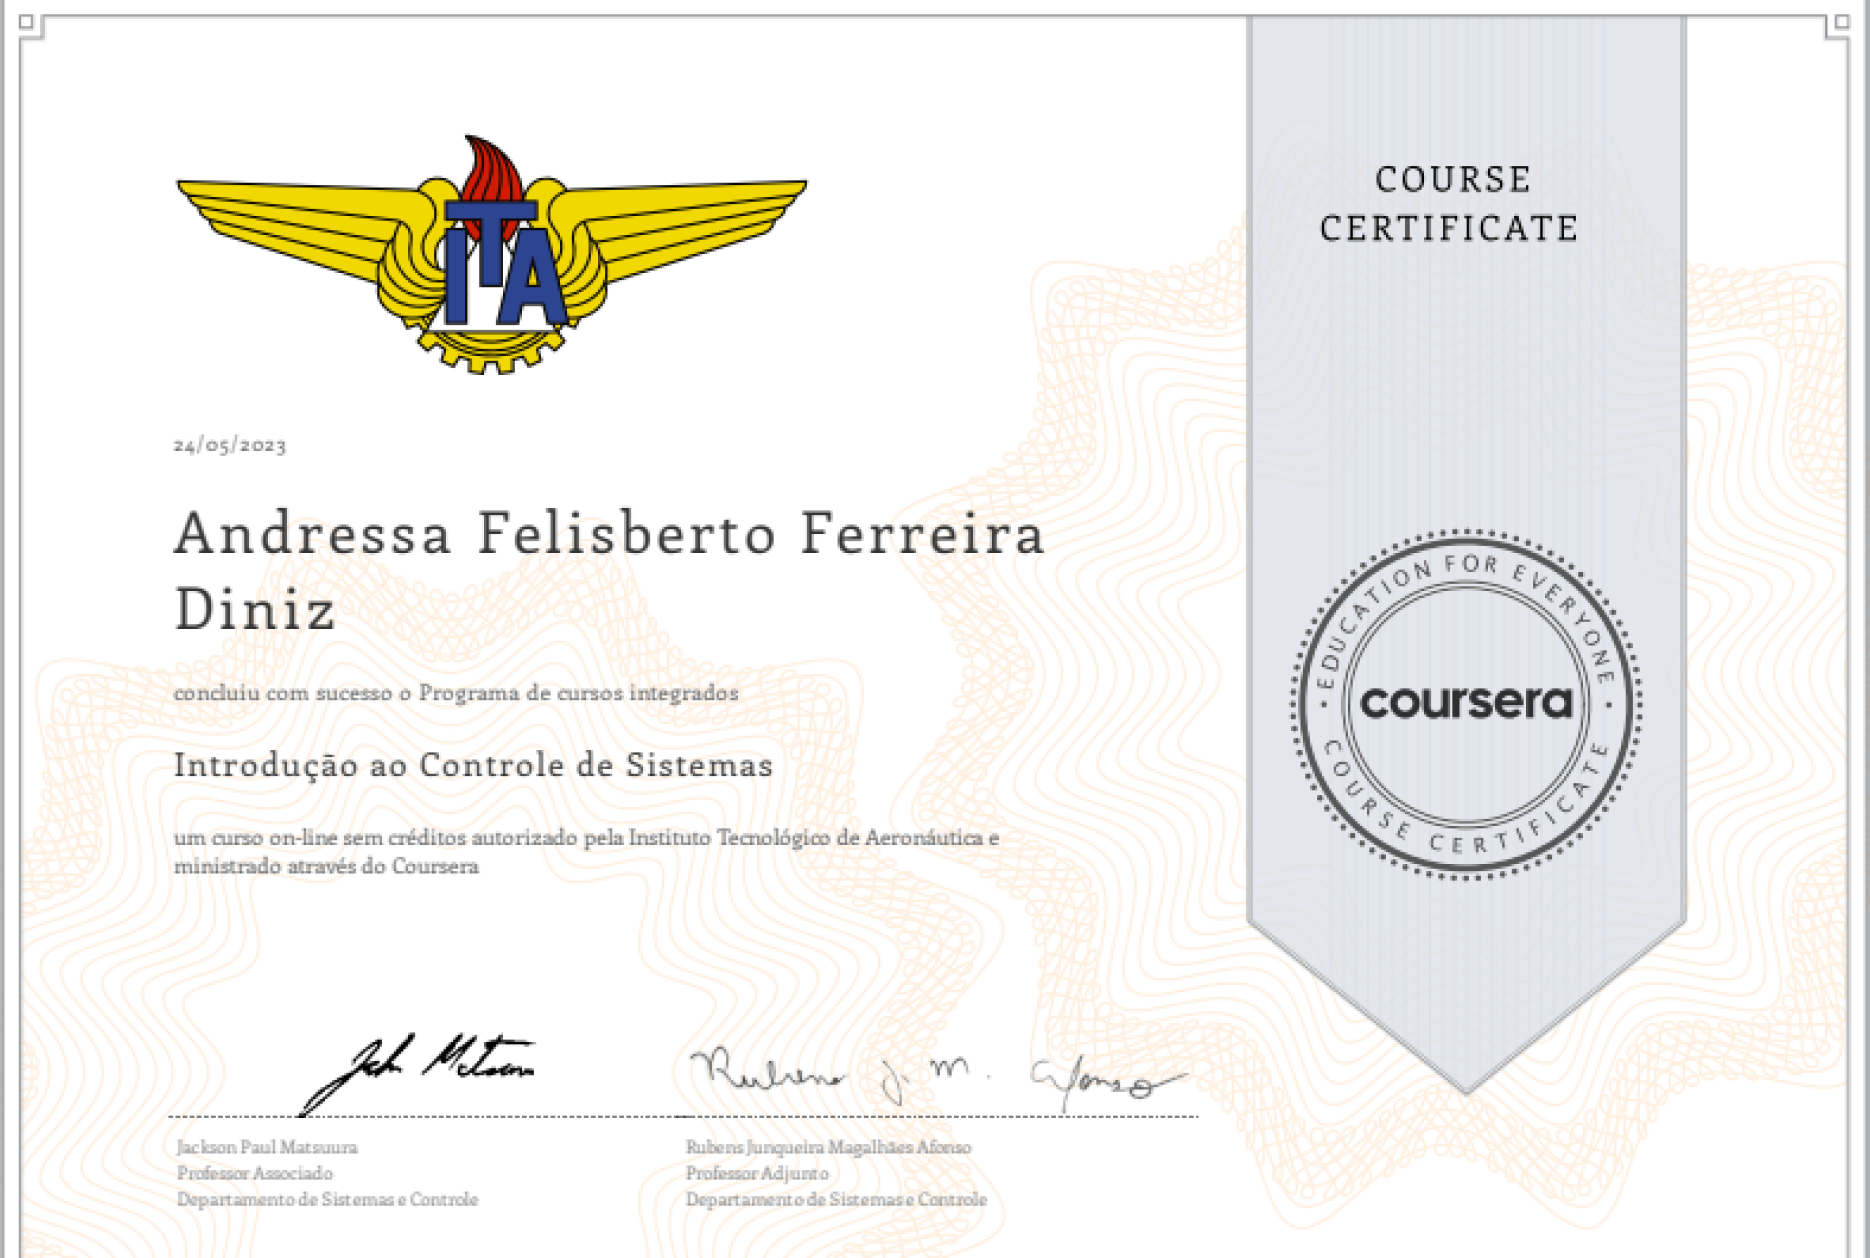 ITA
COURSE
CERTIFICATE
24/05/2023
Andressa Felisberto Ferreira
Diniz
concluiu com sucesso o Programa de cursos integrados
Introdução ao Controle de Sistemas
um curso on-line sem créditos autorizado pela Instituto Tecnológico de Aeronáutica e
ministrado através do Coursera
EDUCATION FOR EVERYONE
coursera
COURSE CERTIFICATE
Rubens J. M. Afonso
Jackson Paul Matsuura
Professor Associado
Departamento de Sistemas e Controle
Rubens Junqueira Magalhães Afonso
Professor Adjunto
Departamento de Sistemas e Controle